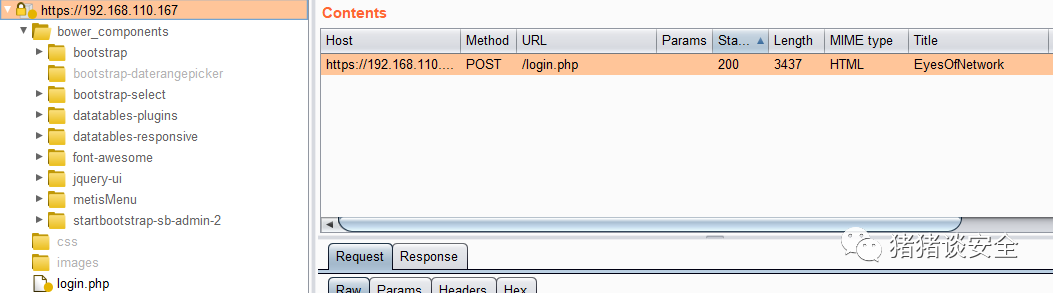 https://192.168.110.167
bower_components
bootstrap
bootstrap-daterangepicker
bootstrap-select
datatables-plugins
datatables-responsive
font-awesome
jquery-ui
metisMenu
startbootstrap-sb-admin-2
css
images
login.php
Contents
Host Method URL Params Sta... Length MIME type Title
https://192.168.110.... POST /login.php 200 3437 HTML EyesOfNetwork
Request Response
Raw Params Headers Hex
猪猪谈安全